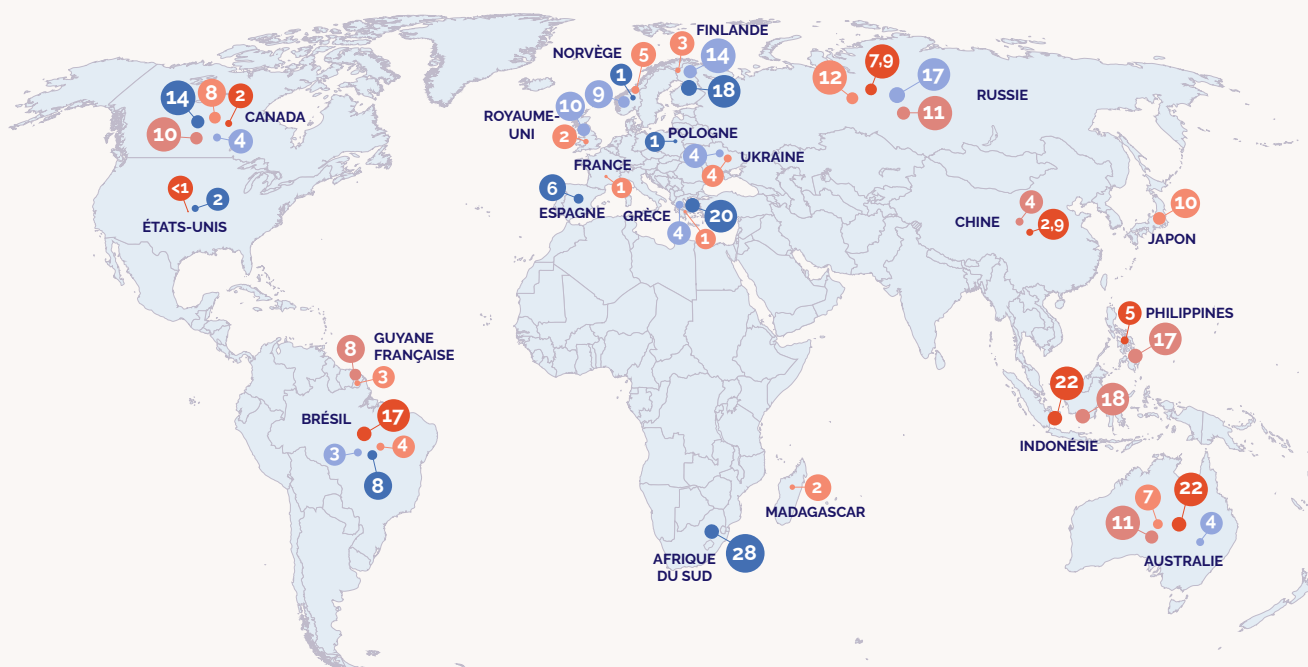 FINLANDE
3
14
18
NORVÈGE
5
1
9
ROYAUME-
UNI
10
2
1
POLOGNE
4
UKRAINE
4
FRANCE
1
6
ESPAGNE
GRÈCE
20
4
1
12
7,9
17
11
RUSSIE
14
8
2
CANADA
10
4
<1
2
ÉTATS-UNIS
CHINE
4
2,9
10
JAPON
5
PHILIPPINES
17
8
GUYANE
FRANÇAISE
3
BRÉSIL
17
3
4
8
22
18
INDONÉSIE
2
MADAGASCAR
28
AFRIQUE
DU SUD
7
22
11
4
AUSTRALIE